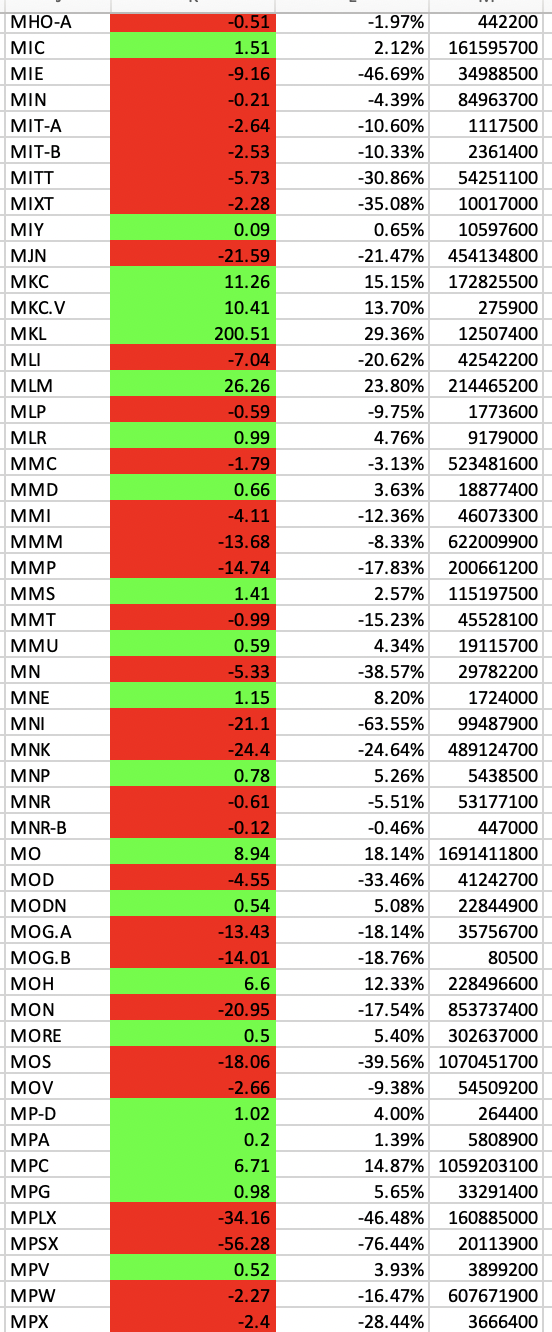 MHO-A -0.51 -1.97% 442200
MIC 1.51 2.12% 161595700
MIE -9.16 -46.69% 34988500
MIN -0.21 -4.39% 84963700
MIT-A -2.64 -10.60% 1117500
MIT-B -2.53 -10.33% 2361400
MITT -5.73 -30.86% 54251100
MIXT -2.28 -35.08% 10017000
MIY 0.09 0.65% 10597600
MJN -21.59 -21.47% 454134800
MKC 11.26 15.15% 172825500
MKC.V 10.41 13.70% 275900
MKL 200.51 29.36% 12507400
MLI -7.04 -20.62% 42542200
MLM 26.26 23.80% 214465200
MLP -0.59 -9.75% 1773600
MLR 0.99 4.76% 9179000
MMC -1.79 -3.13% 523481600
MMD 0.66 3.63% 18877400
MMI -4.11 -12.36% 46073300
MMM -13.68 -8.33% 622009900
MMP -14.74 -17.83% 200661200
MMS 1.41 2.57% 115197500
MMT -0.99 -15.23% 45528100
MMU 0.59 4.34% 19115700
MN -5.33 -38.57% 29782200
MNE 1.15 8.20% 1724000
MNI -21.1 -63.55% 99487900
MNK -24.4 -24.64% 489124700
MNP 0.78 5.26% 5438500
MNR -0.61 -5.51% 53177100
MNR-B -0.12 -0.46% 447000
MO 8.94 18.14% 1691411800
MOD -4.55 -33.46% 41242700
MODN 0.54 5.08% 22844900
MOG.A -13.43 -18.14% 35756700
MOG.B -14.01 -18.76% 80500
MOH 6.6 12.33% 228496600
MON -20.95 -17.54% 853737400
MORE 0.5 5.40% 302637000
MOS -18.06 -39.56% 1070451700
MOV -2.66 -9.38% 54509200
MP-D 1.02 4.00% 264400
MPA 0.2 1.39% 5808900
MPC 6.71 14.87% 1059203100
MPG 0.98 5.65% 33291400
MPLX -34.16 -46.48% 160885000
MPSX -56.28 -76.44% 20113900
MPV 0.52 3.93% 3899200
MPW -2.27 -16.47% 607671900
MPX -2.4 -28.44% 3666400